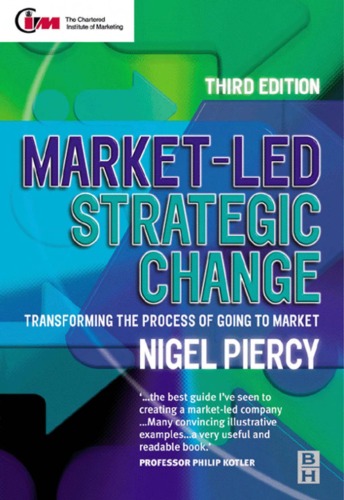 CIM
The Chartered
Institute of Marketing
THIRD EDITION
MARKET-LED
STRATEGIC
CHANGE
TRANSFORMING THE PROCESS OF GOING TO MARKET
NIGEL PIERCY
‘...the best guide I’ve seen to
creating a market-led company
...Many convincing illustrative
examples...a very useful and
readable book.’
PROFESSOR PHILIP KOTLER
B
H